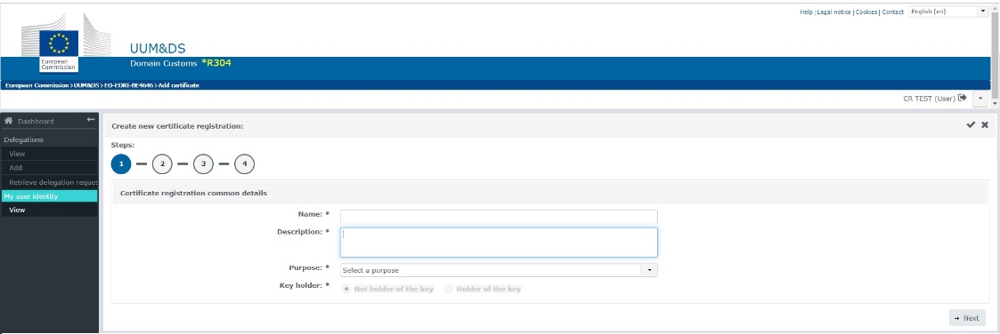 Help | Legal notice | Cookies | Contact English [en]
European
Commission
UUM&DS
Domain Customs *R304
European Commission > UUM&DS > EO-EORI-BE4646 > Add certificate
CR TEST (User)
Dashboard
Delegations
View
Add
Retrieve delegation reques
My user identity
View
Create new certificate registration:
Steps:
1 2 3 4
Certificate registration common details
Name: *
Description: *
Purpose: * Select a purpose
Key holder: * Not holder of the key Holder of the key
Next